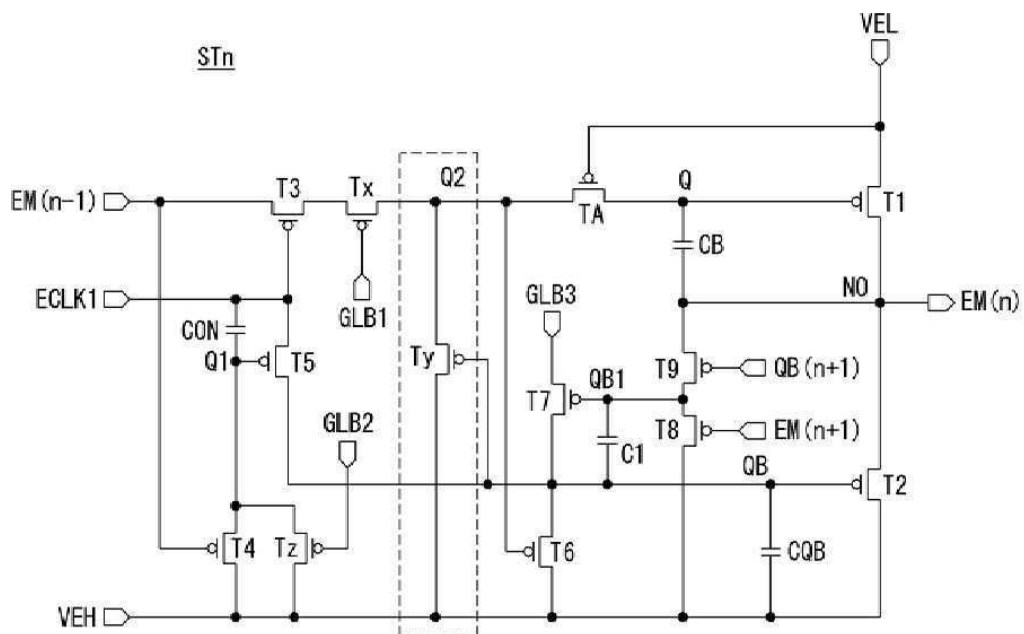 VEL
STn
EM(n-1)
T3
Tx
Q2
TA
Q
T1
CB
ECLK1
GLB1
GLB3
NO
EM(n)
CON
Q1
T5
Ty
T7
QB1
T9
QB(n+1)
GLB2
C1
T8
EM(n+1)
QB
T2
T4
Tz
T6
CQB
VEH